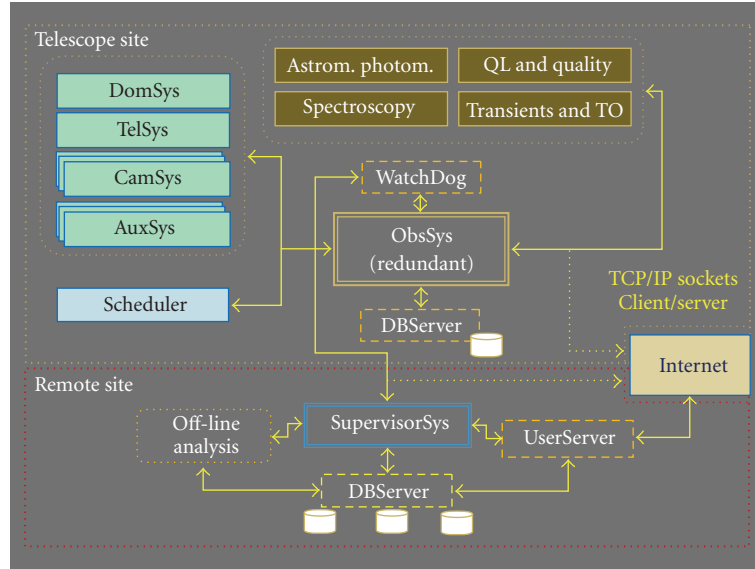 Telescope site
DomSys
TelSys
CamSys
AuxSys
Scheduler
Astrom. photom.
QL and quality
Spectroscopy
Transients and TO
WatchDog
ObsSys
(redundant)
DBServer
TCP/IP sockets
Client/server
Internet
Remote site
Off-line
analysis
SupervisorSys
UserServer
DBServer